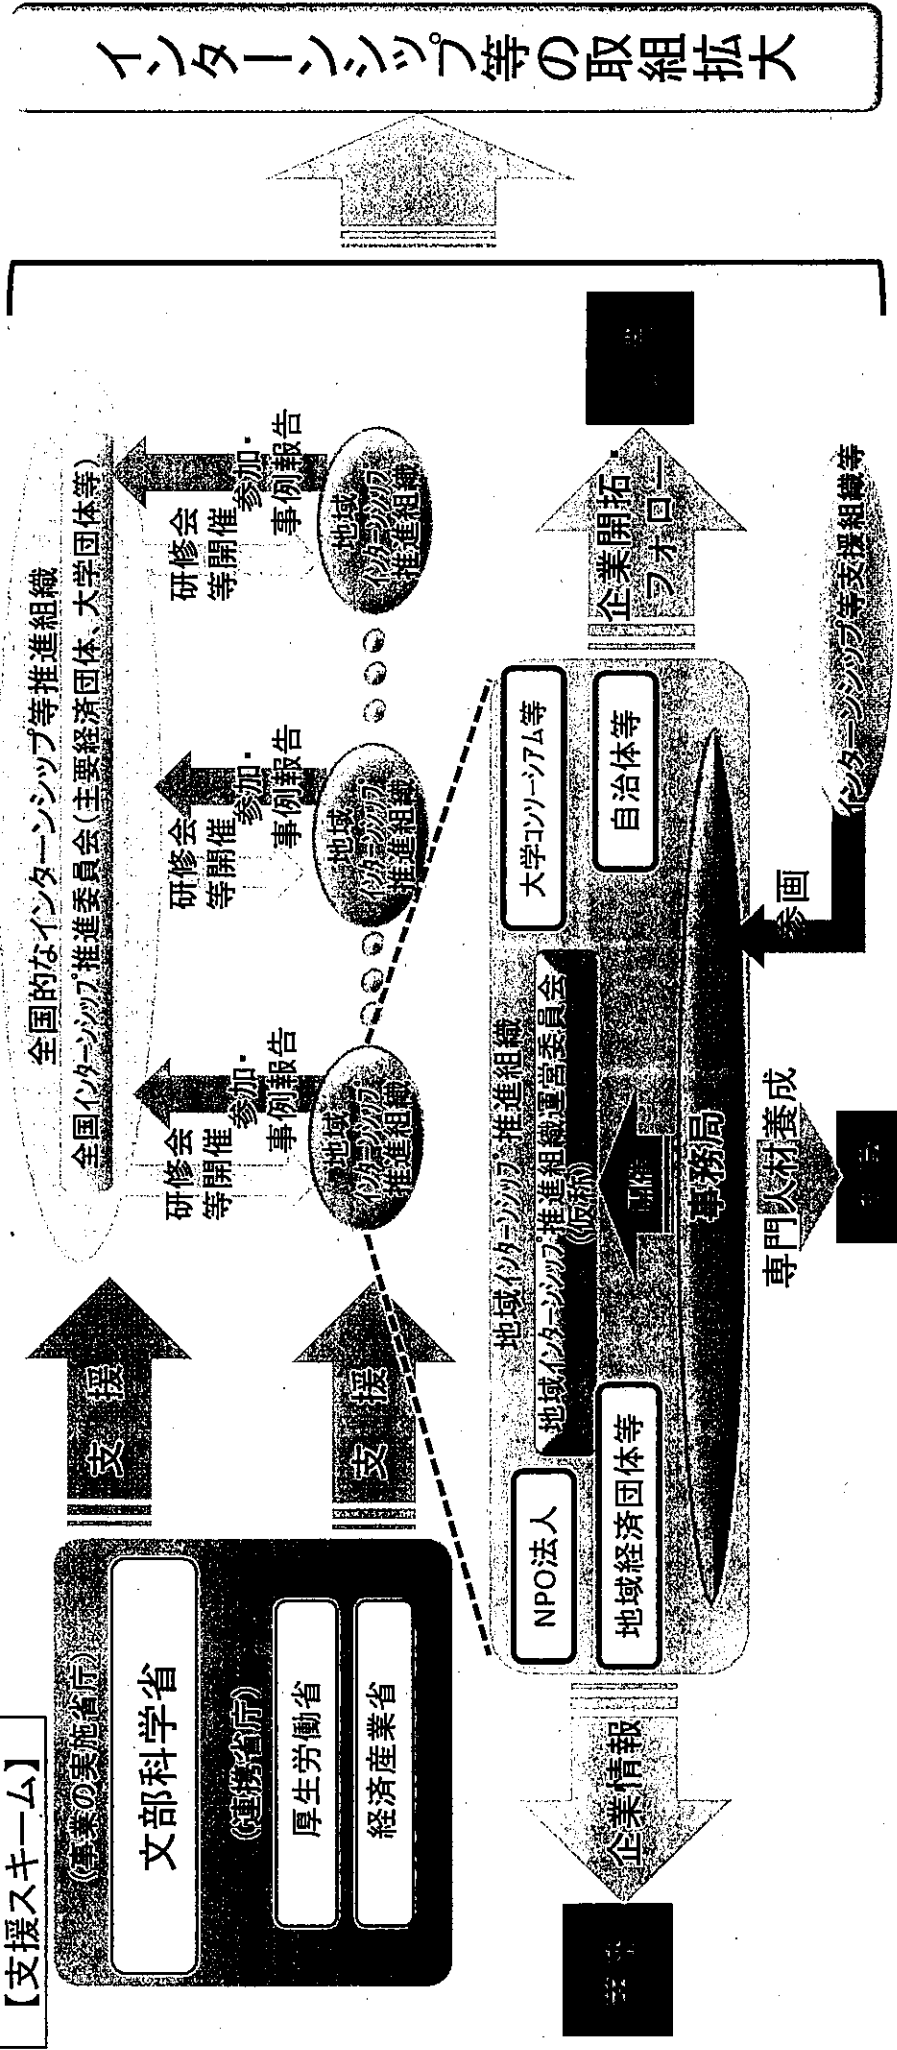 【支援スキーム】
(事業の実施省庁)
文部科学省
(連携省庁)
厚生労働省
経済産業省
支 援
支 援
全国的なインターンシップ等推進組織
全国インターンシップ推進委員会(主要経済団体、大学団体等)
研修会
等開催
参加・
事例報告
研修会
等開催
参加・
事例報告
研修会
等開催
参加・
事例報告
地域
インターンシップ
推進組織
地域
インターンシップ
推進組織
地域
インターンシップ
推進組織
地域インターンシップ推進組織
地域インターンシップ推進組織運営委員会
(仮称)
NPO法人
地域経済団体等
大学コンソーシアム等
自治体等
開催
事務局
企業情報
企業開拓・
フォロー
専門人材養成
参画
インターンシップ等支援組織等
インターンシップ等の取組拡大